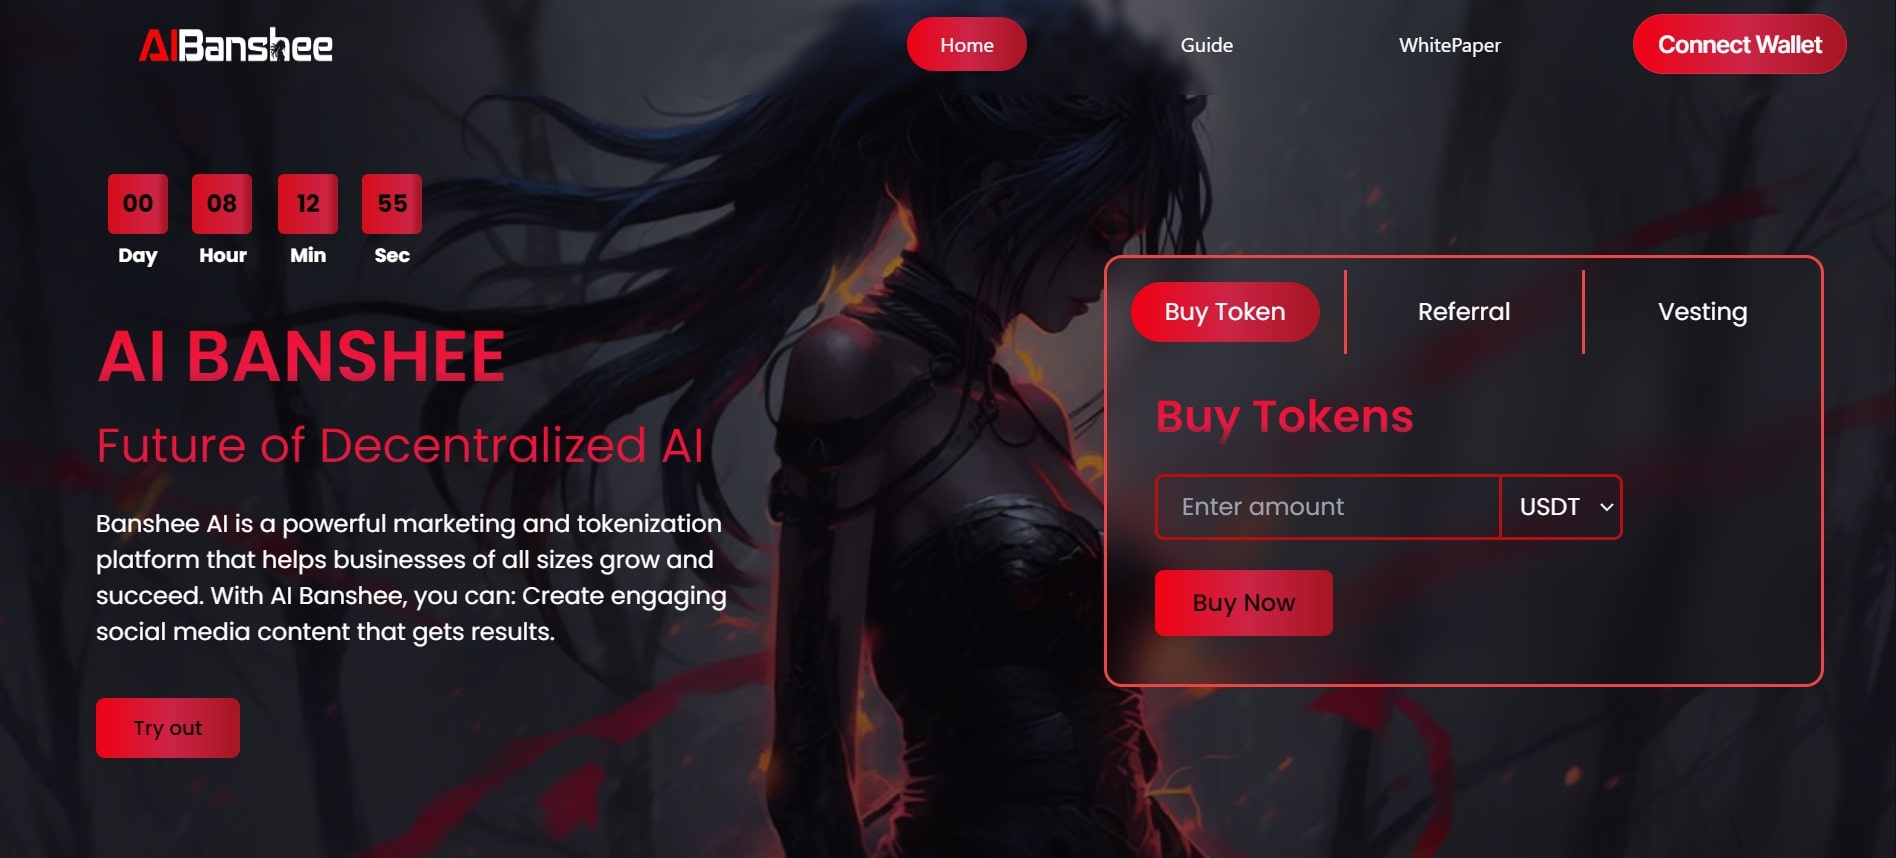 AIBanshee
Home
Guide
WhitePaper
Connect Wallet
00 08 12 55
Day Hour Min Sec
AI BANSHEE
Future of Decentralized AI
Banshee AI is a powerful marketing and tokenization
platform that helps businesses of all sizes grow and
succeed. With AI Banshee, you can: Create engaging
social media content that gets results.
Try out
Buy Token
Referral
Vesting
Buy Tokens
Enter amount
USDT
Buy Now